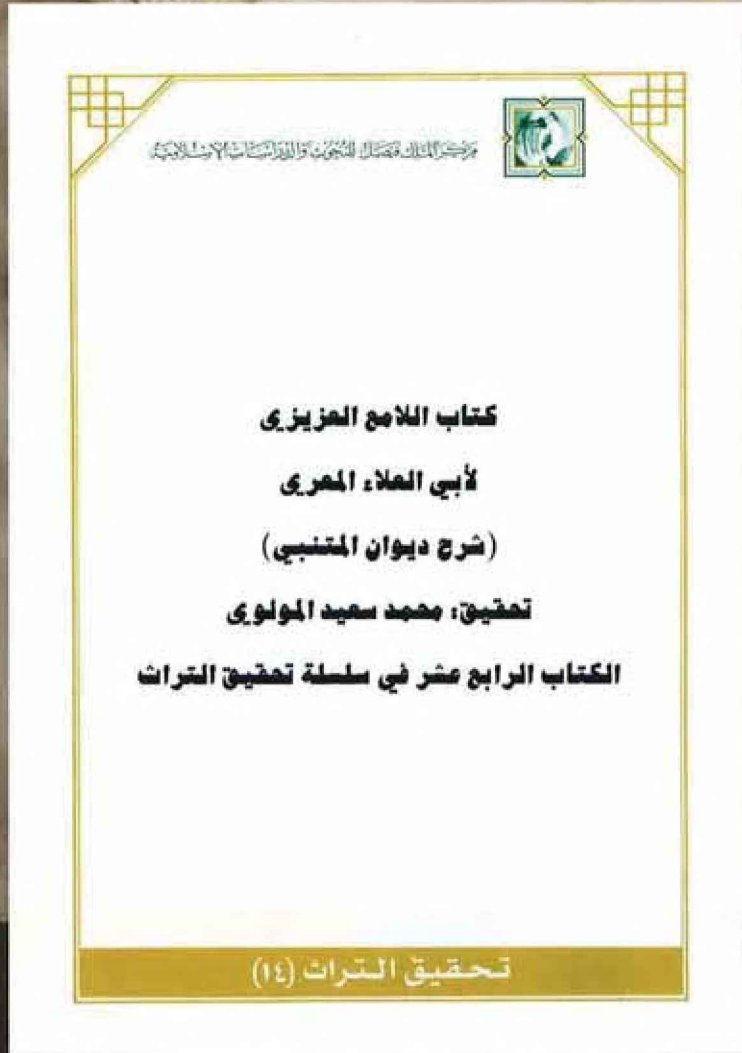 مركز الملك فيصل للبحوث والدراسات الإسلامية
كتاب اللامع العزيزي
لأبي العلاء المعري
(شرح ديوان المتنبي)
تحقيق: محمد سعيد المولوي
الكتاب الرابع عشر في سلسلة تحقيق التراث
تحقيق التراث (١٤)